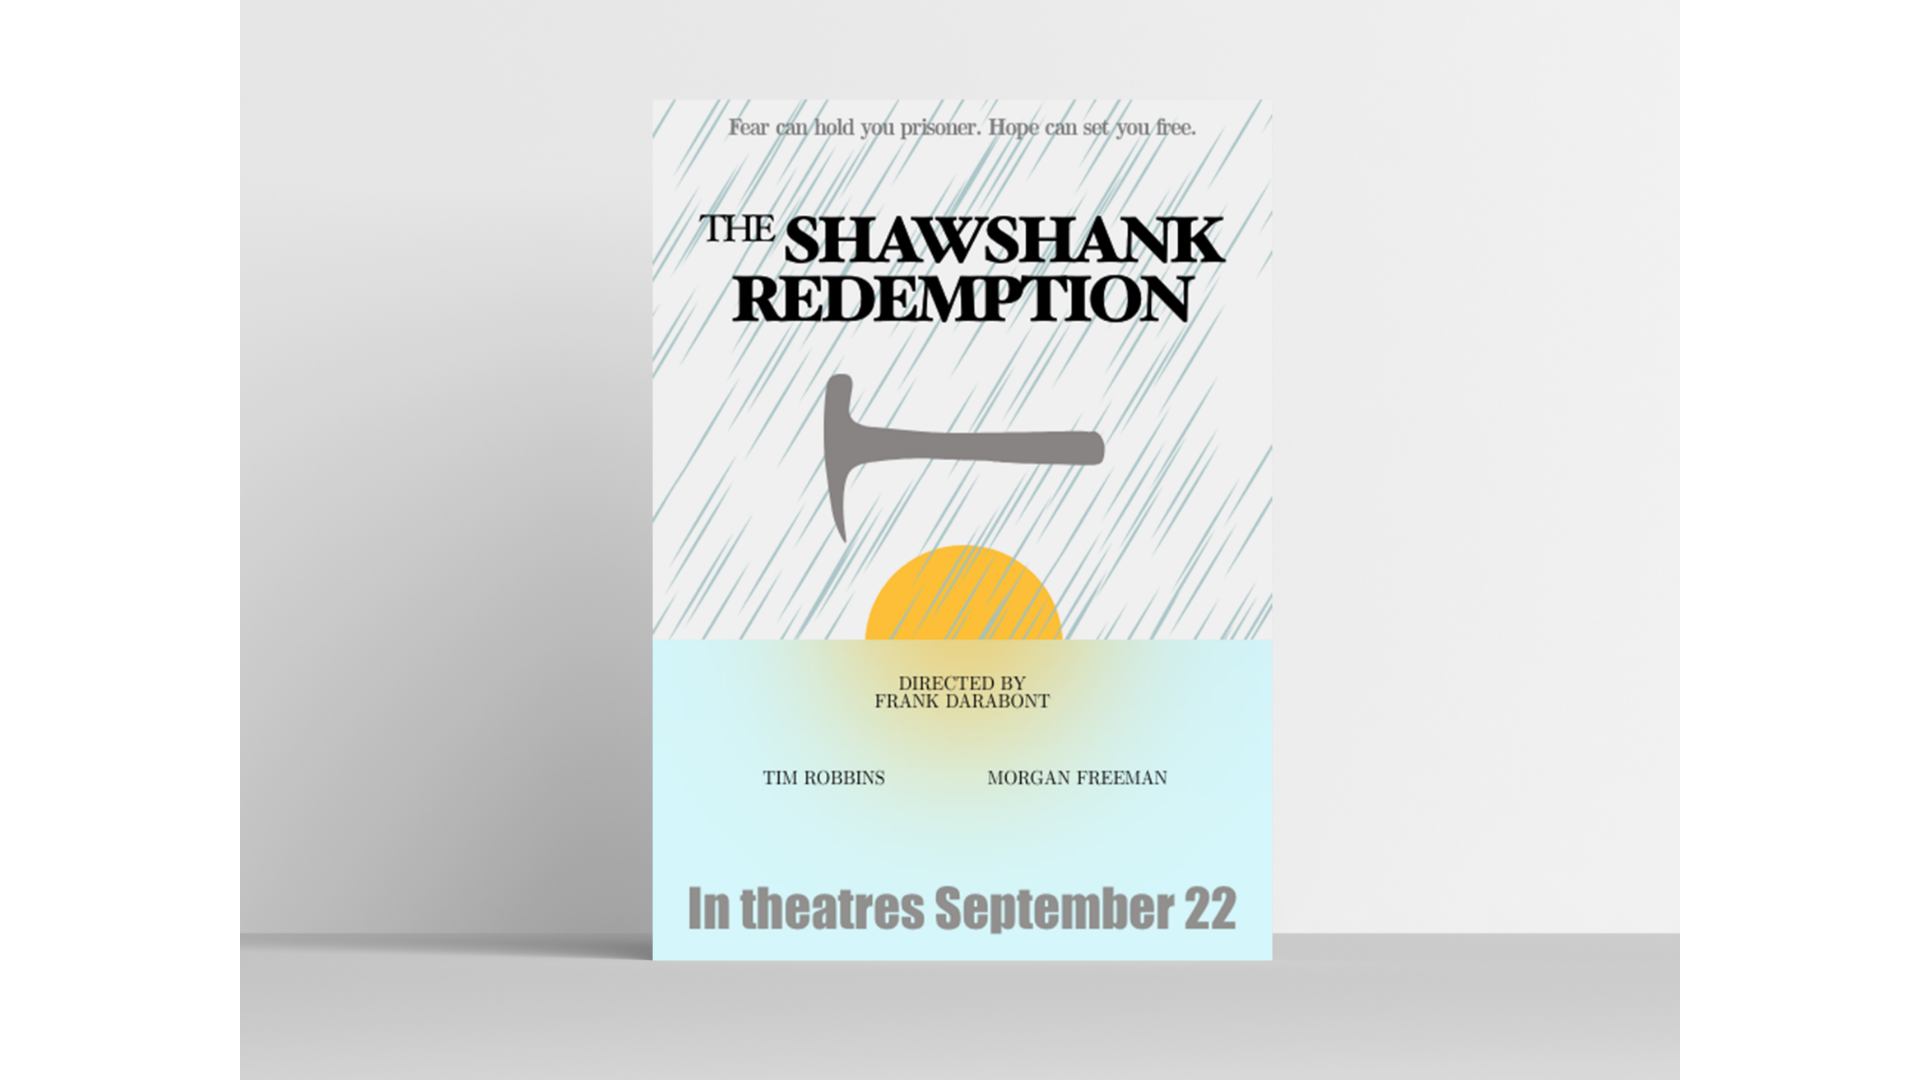 Fear can hold you prisoner. Hope can set you free.
THE SHAWSHANK
REDEMPTION
DIRECTED BY
FRANK DARABONT
TIM ROBBINS MORGAN FREEMAN
In theatres September 22